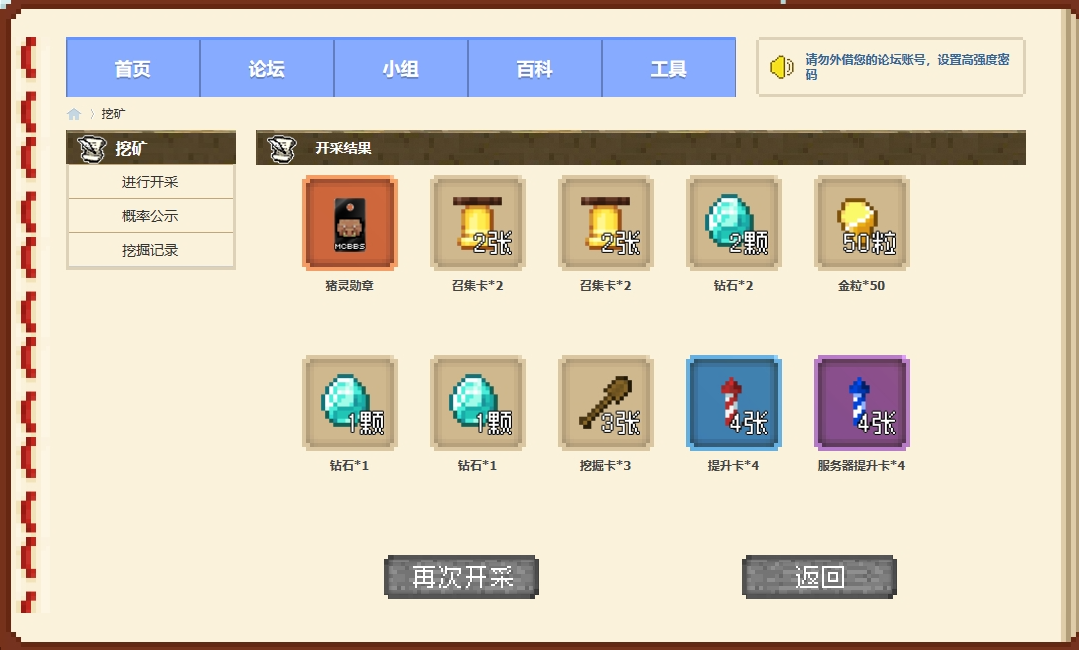 首页
论坛
小组
百科
工具
请勿外借您的论坛账号，设置高强度密
码
挖矿
挖矿
进行开采
概率公示
挖掘记录
开采结果
MCBBS
2张
2张
2颗
50粒
猪灵勋章
召集卡*2
召集卡*2
钻石*2
金粒*50
1颗
1颗
3张
4张
4张
钻石*1
钻石*1
挖掘卡*3
提升卡*4
服务器提升卡*4
再次开采
返回